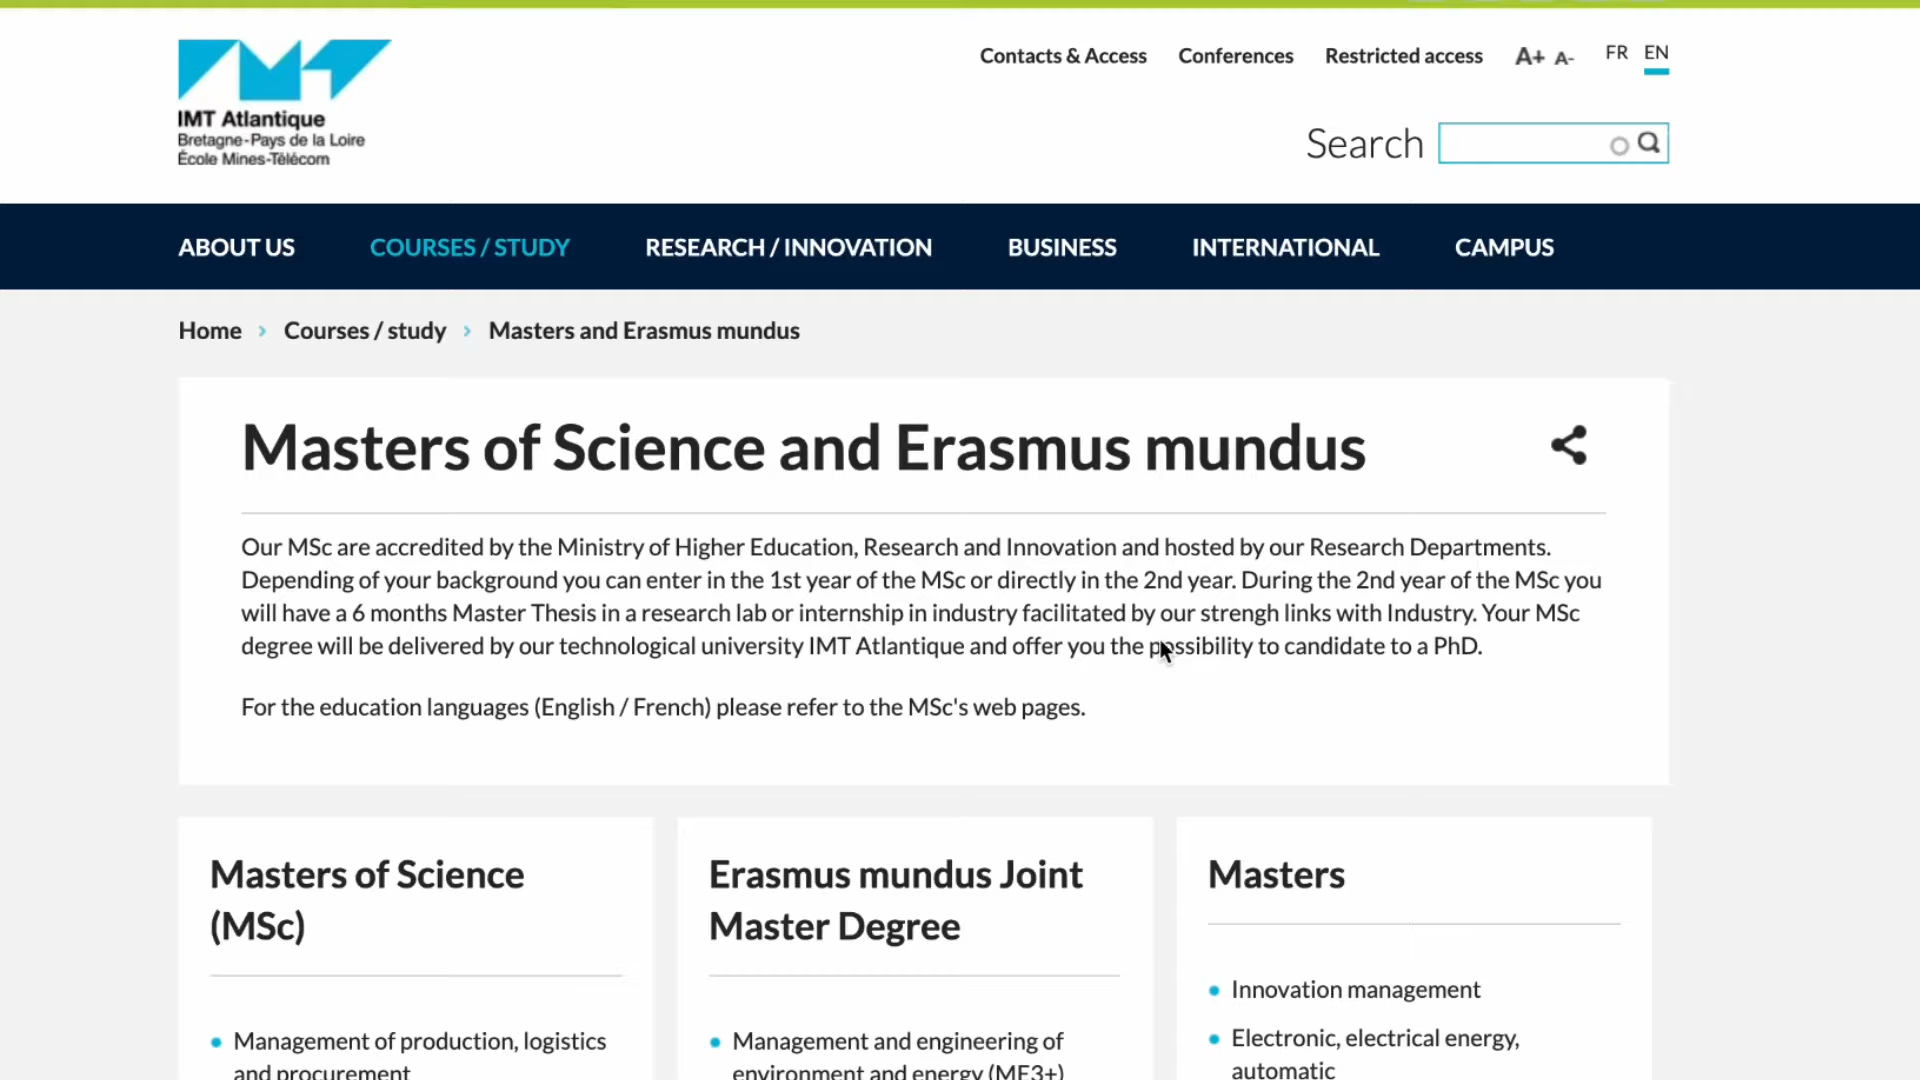 IMT Atlantique
Bretagne-Pays de la Loire
École Mines-Télécom
Contacts & Access Conferences Restricted access A+ A- FR EN
Search
ABOUT US COURSES / STUDY RESEARCH / INNOVATION BUSINESS INTERNATIONAL CAMPUS
Home > Courses / study > Masters and Erasmus mundus
Masters of Science and Erasmus mundus
Our MSc are accredited by the Ministry of Higher Education, Research and Innovation and hosted by our Research Departments.
Depending of your background you can enter in the 1st year of the MSc or directly in the 2nd year. During the 2nd year of the MSc you
will have a 6 months Master Thesis in a research lab or internship in industry facilitated by our strengh links with Industry. Your MSc
degree will be delivered by our technological university IMT Atlantique and offer you the possibility to candidate to a PhD.
For the education languages (English / French) please refer to the MSc's web pages.
Masters of Science
(MSc)
Management of production, logistics
and procurement
Erasmus mundus Joint
Master Degree
Management and engineering of
environment and energy (ME3+)
Masters
Innovation management
Electronic, electrical energy,
automatic